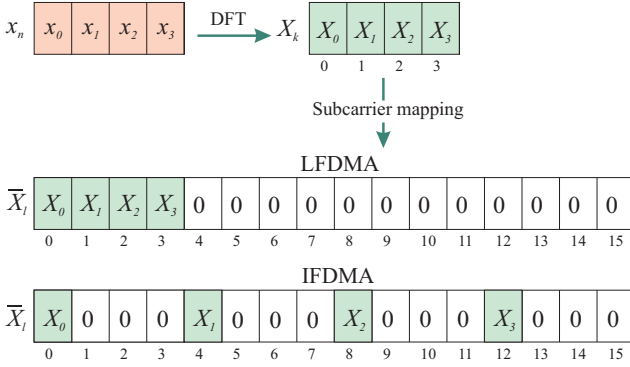 xₙ x₀ x₁ x₂ x₃ DFT Xₖ X₀ X₁ X₂ X₃
0 1 2 3
Subcarrier mapping
LFDMA
X̅ₗ X₀ X₁ X₂ X₃ 0 0 0 0 0 0 0 0 0 0 0 0
0 1 2 3 4 5 6 7 8 9 10 11 12 13 14 15
IFDMA
X̅ₗ X₀ 0 0 0 X₁ 0 0 0 X₂ 0 0 0 X₃ 0 0 0
0 1 2 3 4 5 6 7 8 9 10 11 12 13 14 15